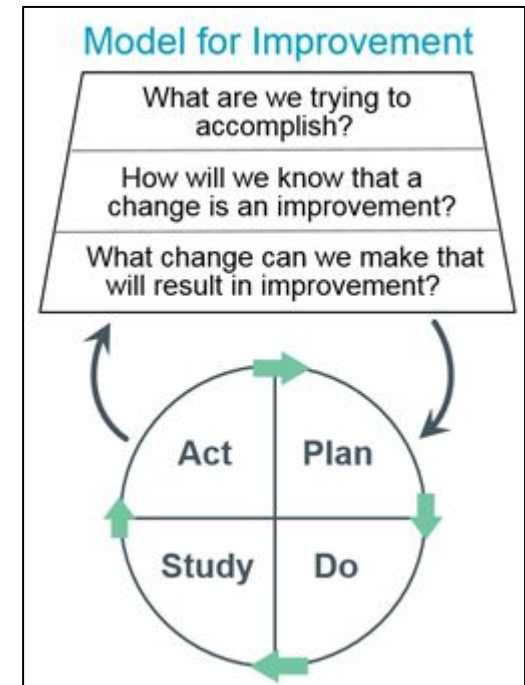 Model for Improvement
What are we trying to
accomplish?
How will we know that a
change is an improvement?
What change can we make that
will result in improvement?
Act
Plan
Study
Do